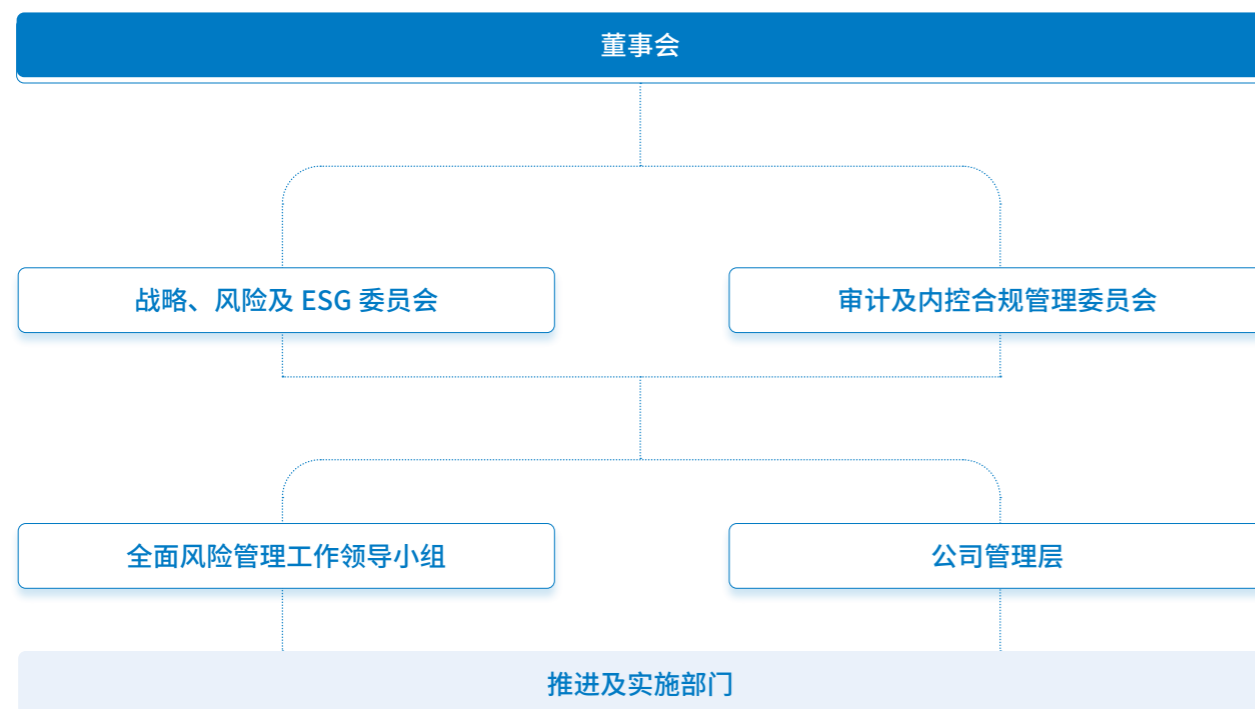 董事会
战略、风险及 ESG 委员会
审计及内控合规管理委员会
全面风险管理工作领导小组
公司管理层
推进及实施部门